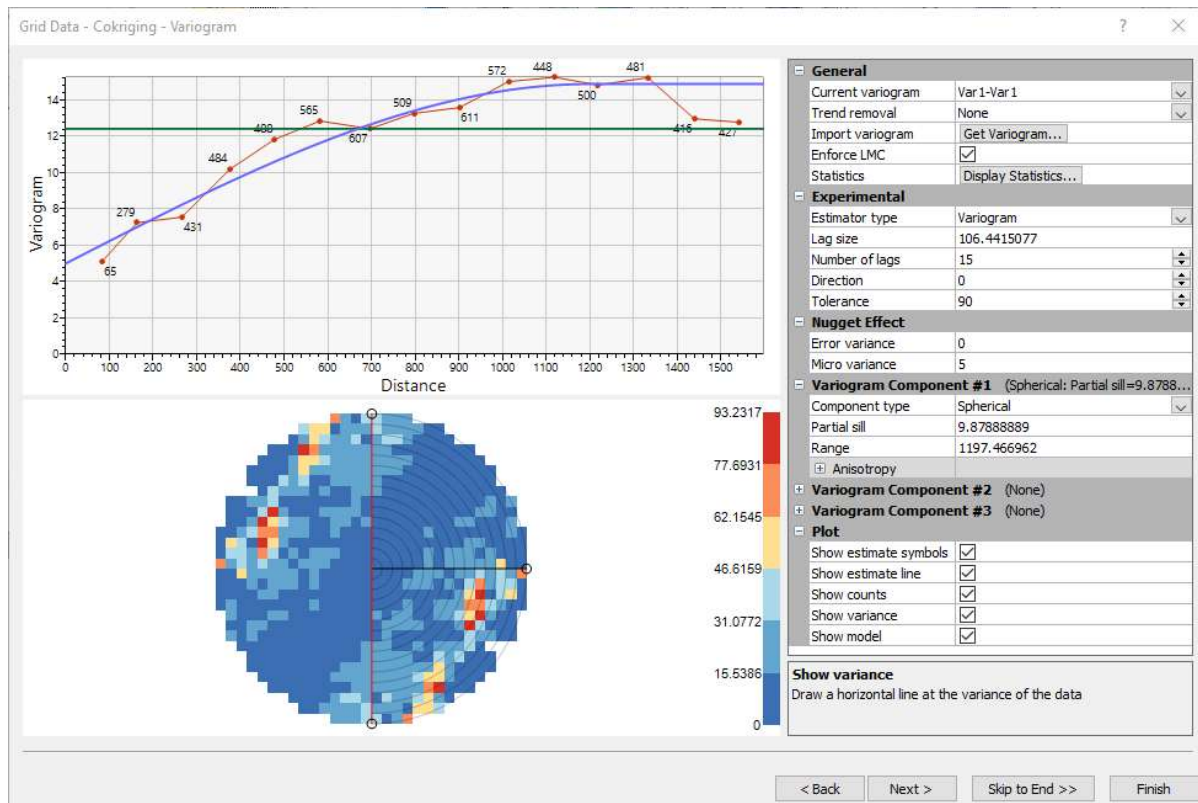 Grid Data - Cokriging - Variogram
?
14
12
10
8
6
4
2
0
Variogram
65
279
431
484
488
565
607
509
611
572
448
500
481
416
427
0 100 200 300 400 500 600 700 800 900 1000 1100 1200 1300 1400 1500
Distance
93.2317
77.6931
62.1545
46.6159
31.0772
15.5386
0
General
Current variogram Var1-Var1
Trend removal None
Import variogram Get Variogram...
Enforce LMC
Statistics Display Statistics...
Experimental
Estimator type Variogram
Lag size 106.4415077
Number of lags 15
Direction 0
Tolerance 90
Nugget Effect
Error variance 0
Micro variance 5
Variogram Component #1 (Spherical: Partial sill=9.8788...
Component type Spherical
Partial sill 9.87888889
Range 1197.466962
Anisotropy
Variogram Component #2 (None)
Variogram Component #3 (None)
Plot
Show estimate symbols
Show estimate line
Show counts
Show variance
Show model
Show variance
Draw a horizontal line at the variance of the data
< Back Next > Skip to End >> Finish